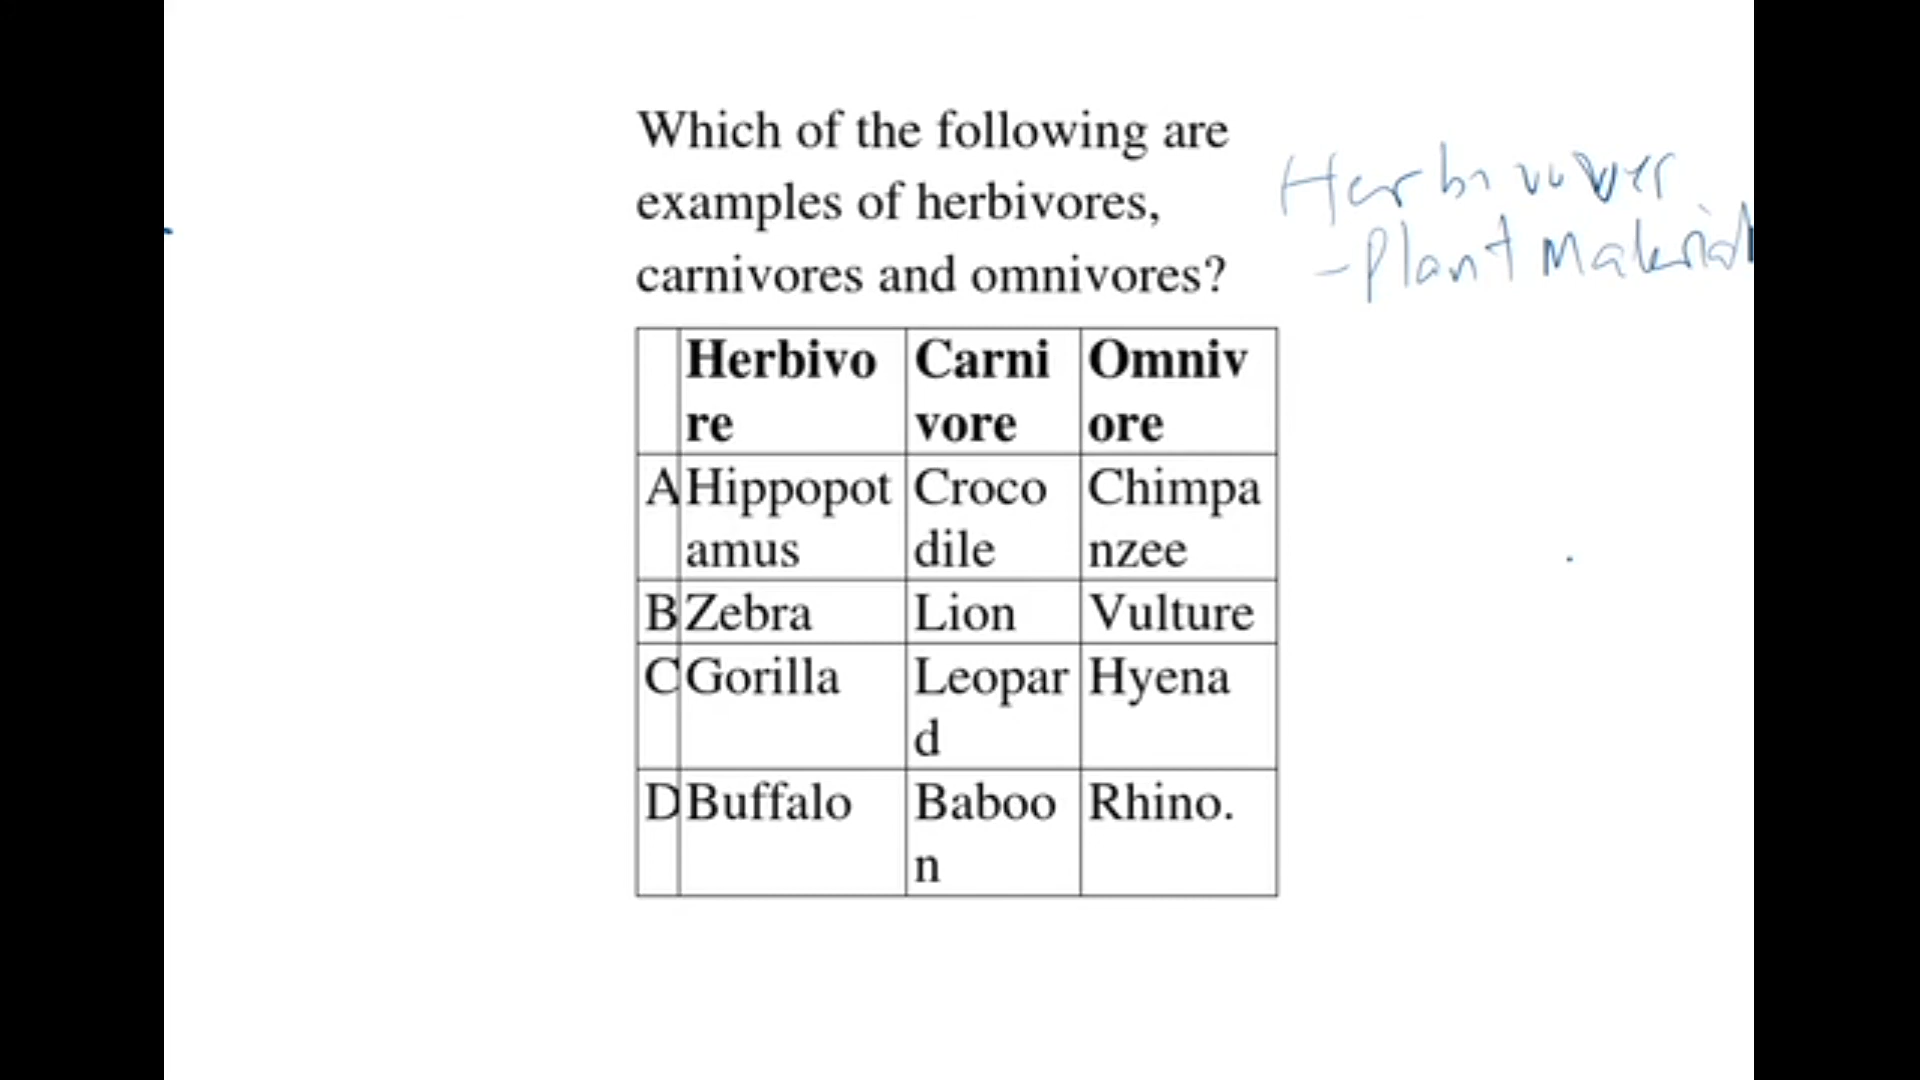 Which of the following are
examples of herbivores,
carnivores and omnivores?
Herbivo
re
Carni
vore
Omniv
ore
A
Hippopot
amus
Croco
dile
Chimpa
nzee
B
Zebra
Lion
Vulture
C
Gorilla
Leopar
d
Hyena
D
Buffalo
Baboo
n
Rhino.
- Plant Material